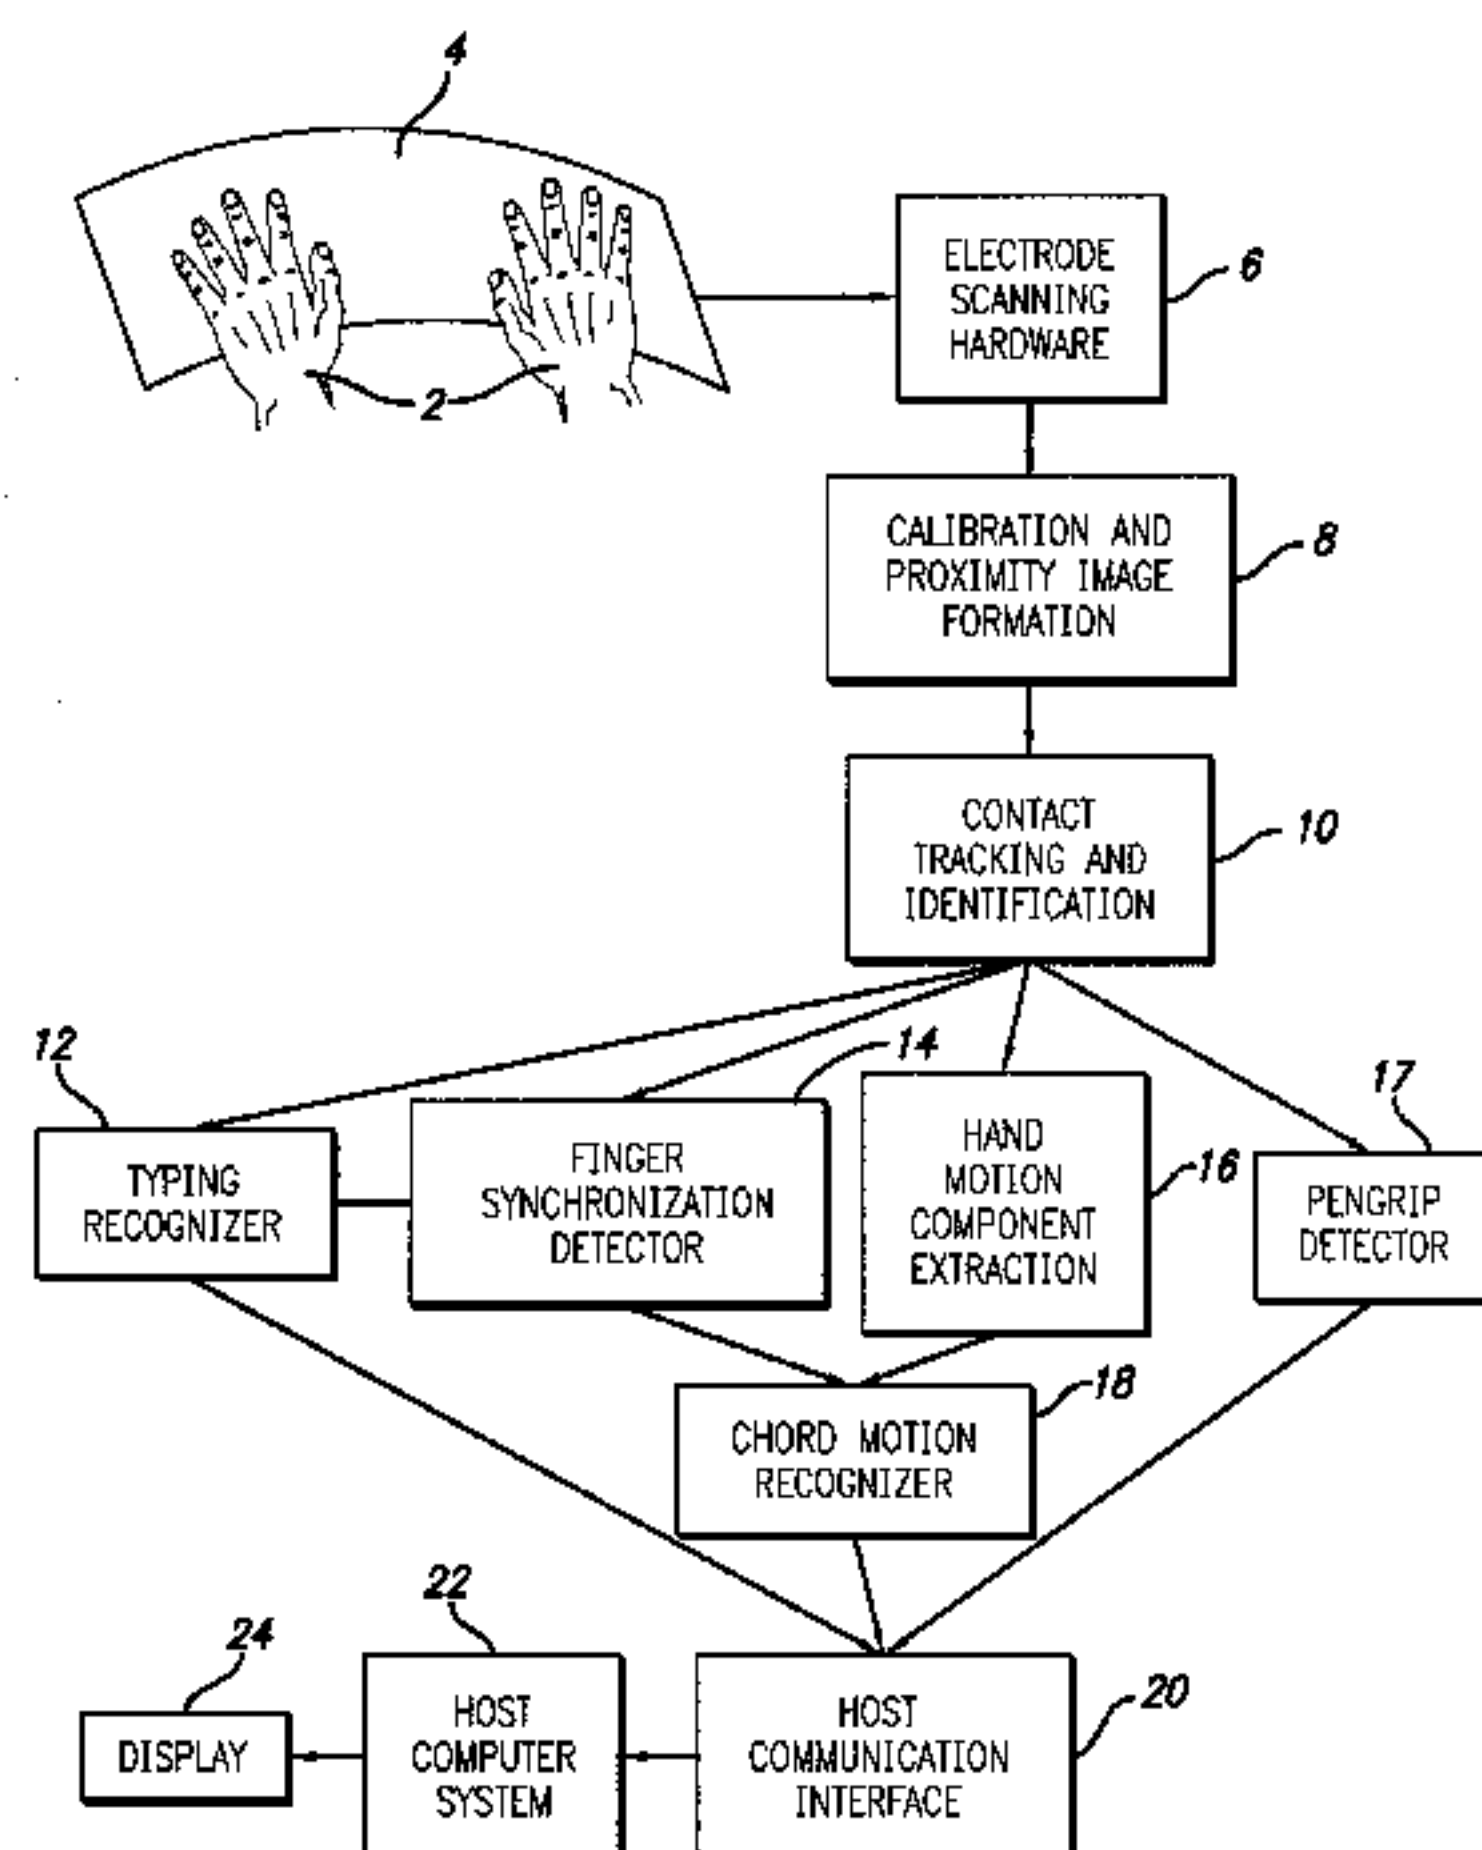 4
2
ELECTRODE
SCANNING
HARDWARE
6
CALIBRATION AND
PROXIMITY IMAGE
FORMATION
8
CONTACT
TRACKING AND
IDENTIFICATION
10
12
TYPING
RECOGNIZER
14
FINGER
SYNCHRONIZATION
DETECTOR
HAND
MOTION
COMPONENT
EXTRACTION
16
17
PENGRIP
DETECTOR
CHORD MOTION
RECOGNIZER
18
24
DISPLAY
22
HOST
COMPUTER
SYSTEM
HOST
COMMUNICATION
INTERFACE
20